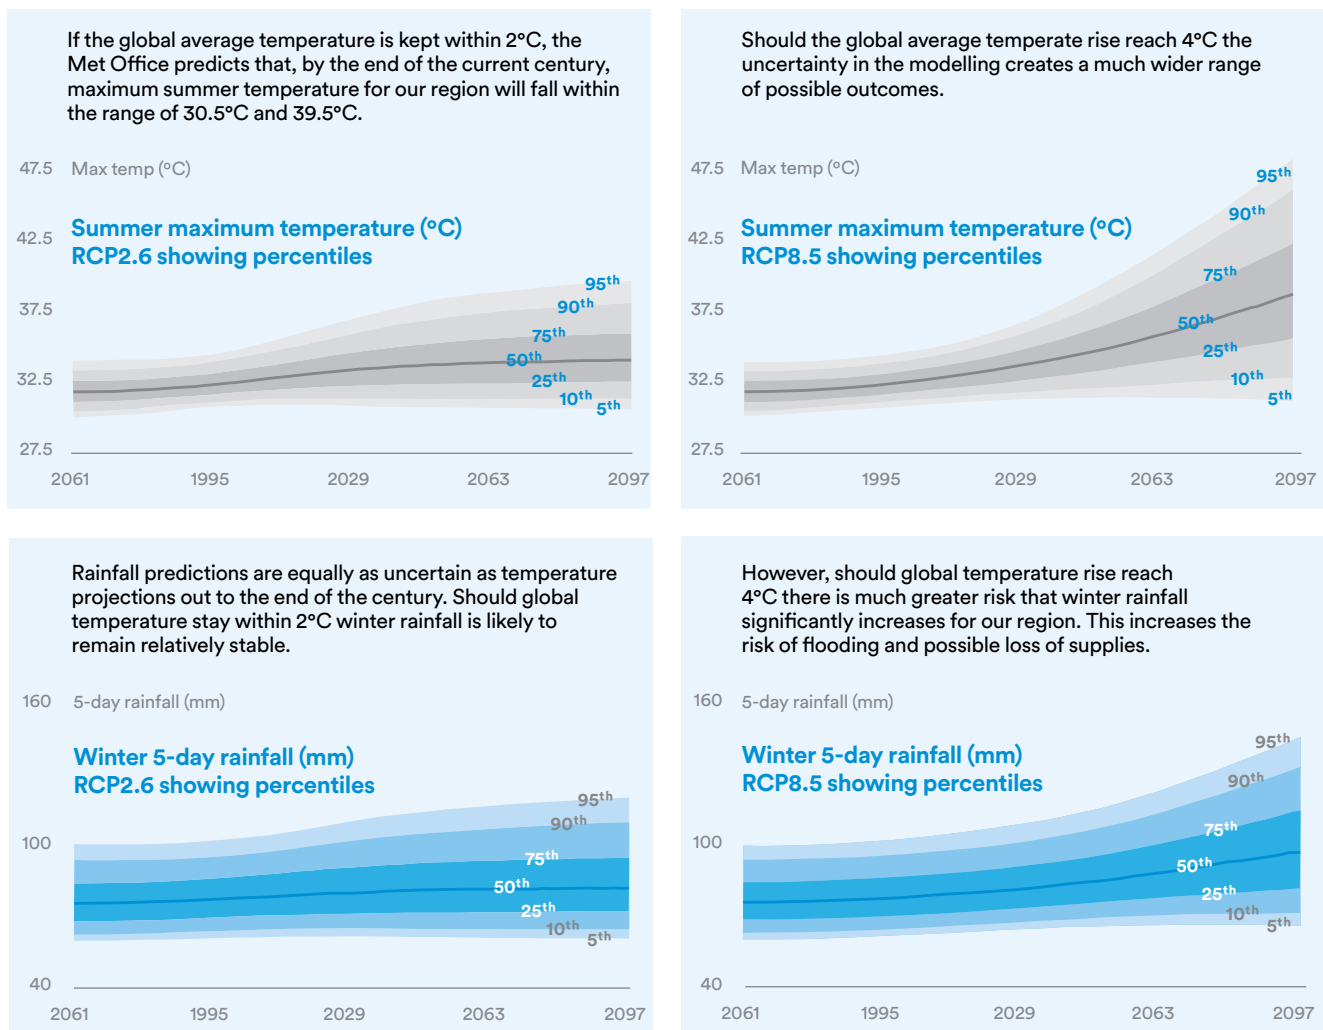 If the global average temperature is kept within 2°C, the
Met Office predicts that, by the end of the current century,
maximum summer temperature for our region will fall within
the range of 30.5°C and 39.5°C.
47.5 Max temp (°C)
Summer maximum temperature (°C)
42.5
RCP2.6 showing percentiles
95th
90th
37.5
75th
50th
32.5
25th
10th
5th
27.5
2061 1995 2029 2063 2097
Should the global average temperate rise reach 4°C the
uncertainty in the modelling creates a much wider range
of possible outcomes.
47.5 Max temp (°C)
95th
90th
Summer maximum temperature (°C)
42.5
RCP8.5 showing percentiles
75th
37.5
50th
25th
32.5
10th
5th
27.5
2061 1995 2029 2063 2097
Rainfall predictions are equally as uncertain as temperature
projections out to the end of the century. Should global
temperature stay within 2°C winter rainfall is likely to
remain relatively stable.
160 5-day rainfall (mm)
Winter 5-day rainfall (mm)
RCP2.6 showing percentiles
95th
90th
100
75th
50th
25th
10th
5th
40
2061 1995 2029 2063 2097
However, should global temperature rise reach
4°C there is much greater risk that winter rainfall
significantly increases for our region. This increases the
risk of flooding and possible loss of supplies.
160 5-day rainfall (mm)
95th
Winter 5-day rainfall (mm)
RCP8.5 showing percentiles
90th
75th
100
50th
25th
10th
5th
40
2061 1995 2029 2063 2097